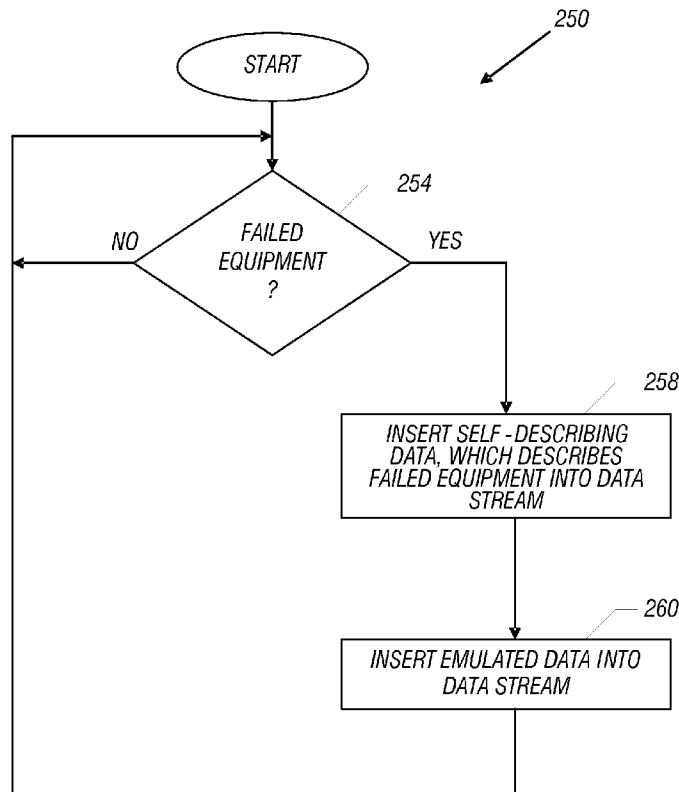 250
START
254
NO
FAILED
EQUIPMENT
?
YES
258
INSERT SELF - DESCRIBING
DATA, WHICH DESCRIBES
FAILED EQUIPMENT INTO DATA
STREAM
260
INSERT EMULATED DATA INTO
DATA STREAM